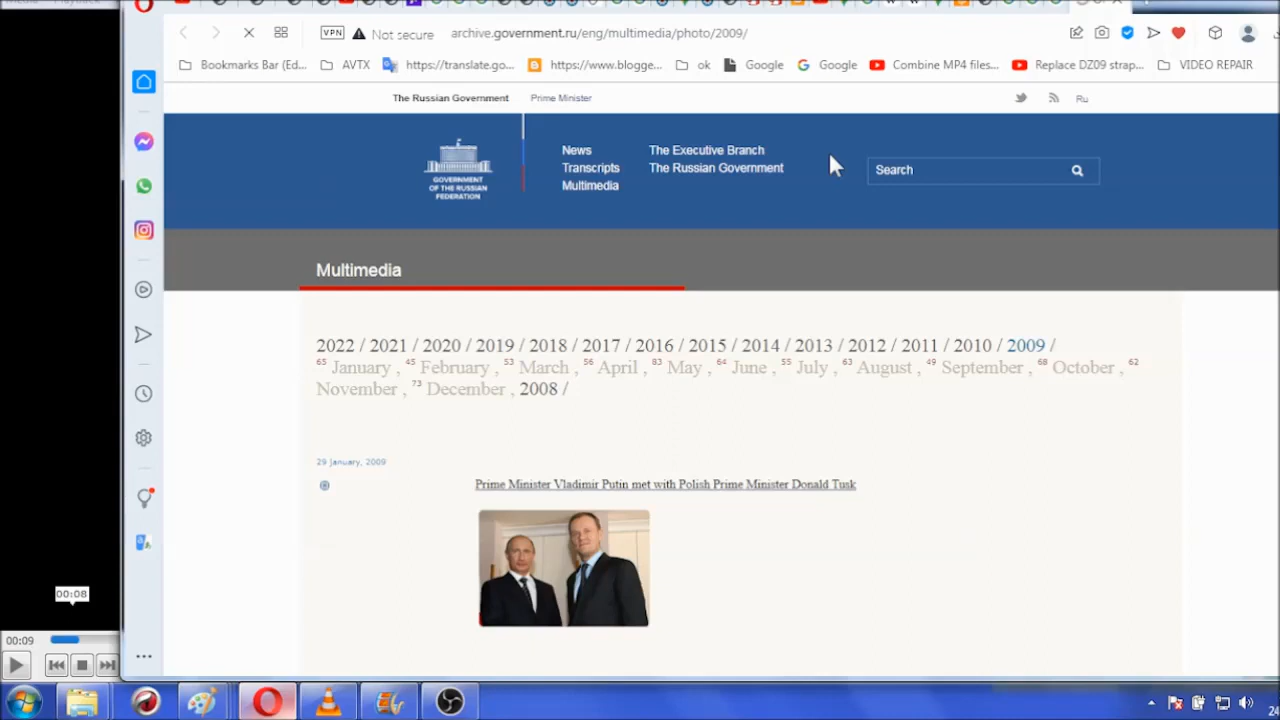 VPN
Not secure
archive.government.ru/eng/multimedia/photo/2009/
Bookmarks Bar (Ed...
AVTX
https://translate.go...
https://www.blogge...
ok
Google
Google
Combine MP4 files...
Replace DZ09 strap...
VIDEO REPAIR
The Russian Government
Prime Minister
Ru
GOVERNMENT
OF THE RUSSIAN
FEDERATION
News
Transcripts
Multimedia
The Executive Branch
The Russian Government
Search
Multimedia
2022 / 2021 / 2020 / 2019 / 2018 / 2017 / 2016 / 2015 / 2014 / 2013 / 2012 / 2011 / 2010 / 2009 /
65 January , 45 February , 53 March , 56 April , 83 May , 64 June , 55 July , 63 August , 49 September , 68 October , 62
November , 73 December , 2008 /
29 January, 2009
Prime Minister Vladimir Putin met with Polish Prime Minister Donald Tusk
00:08
00:09